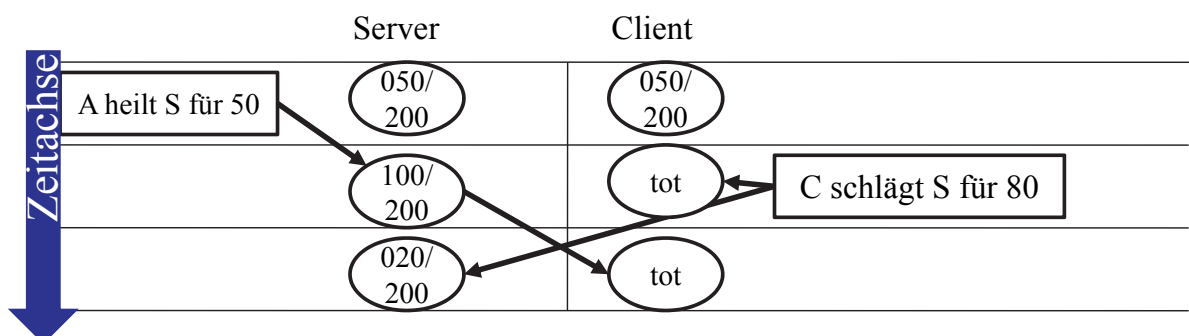 Server
Client
Zeitachse
A heilt S für 50
050/
200
050/
200
100/
200
tot
C schlägt S für 80
020/
200
tot